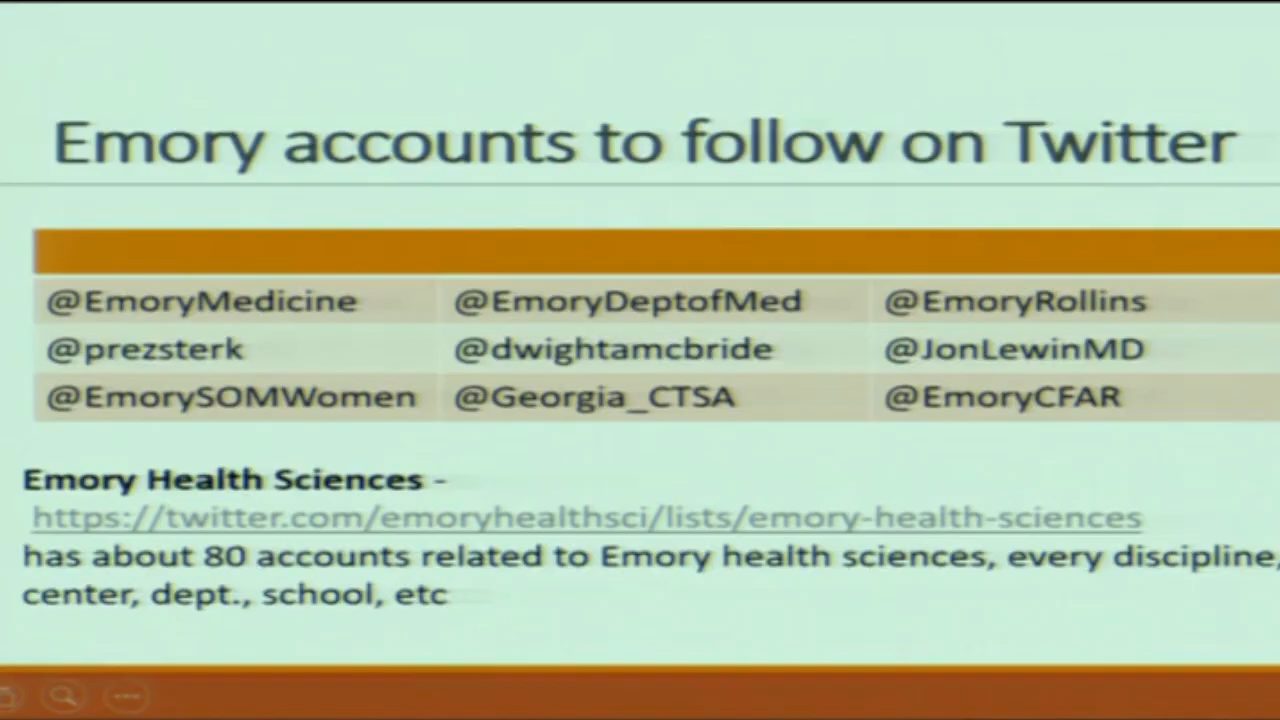 Emory accounts to follow on Twitter
@EmoryMedicine @EmoryDeptofMed @EmoryRollins
@prezsterk @dwightamcbride @JonLewinMD
@EmorySOMWomen @Georgia_CTSA @EmoryCFAR
Emory Health Sciences -
https://twitter.com/emoryhealthsci/lists/emory-health-sciences
has about 80 accounts related to Emory health sciences, every discipline,
center, dept., school, etc